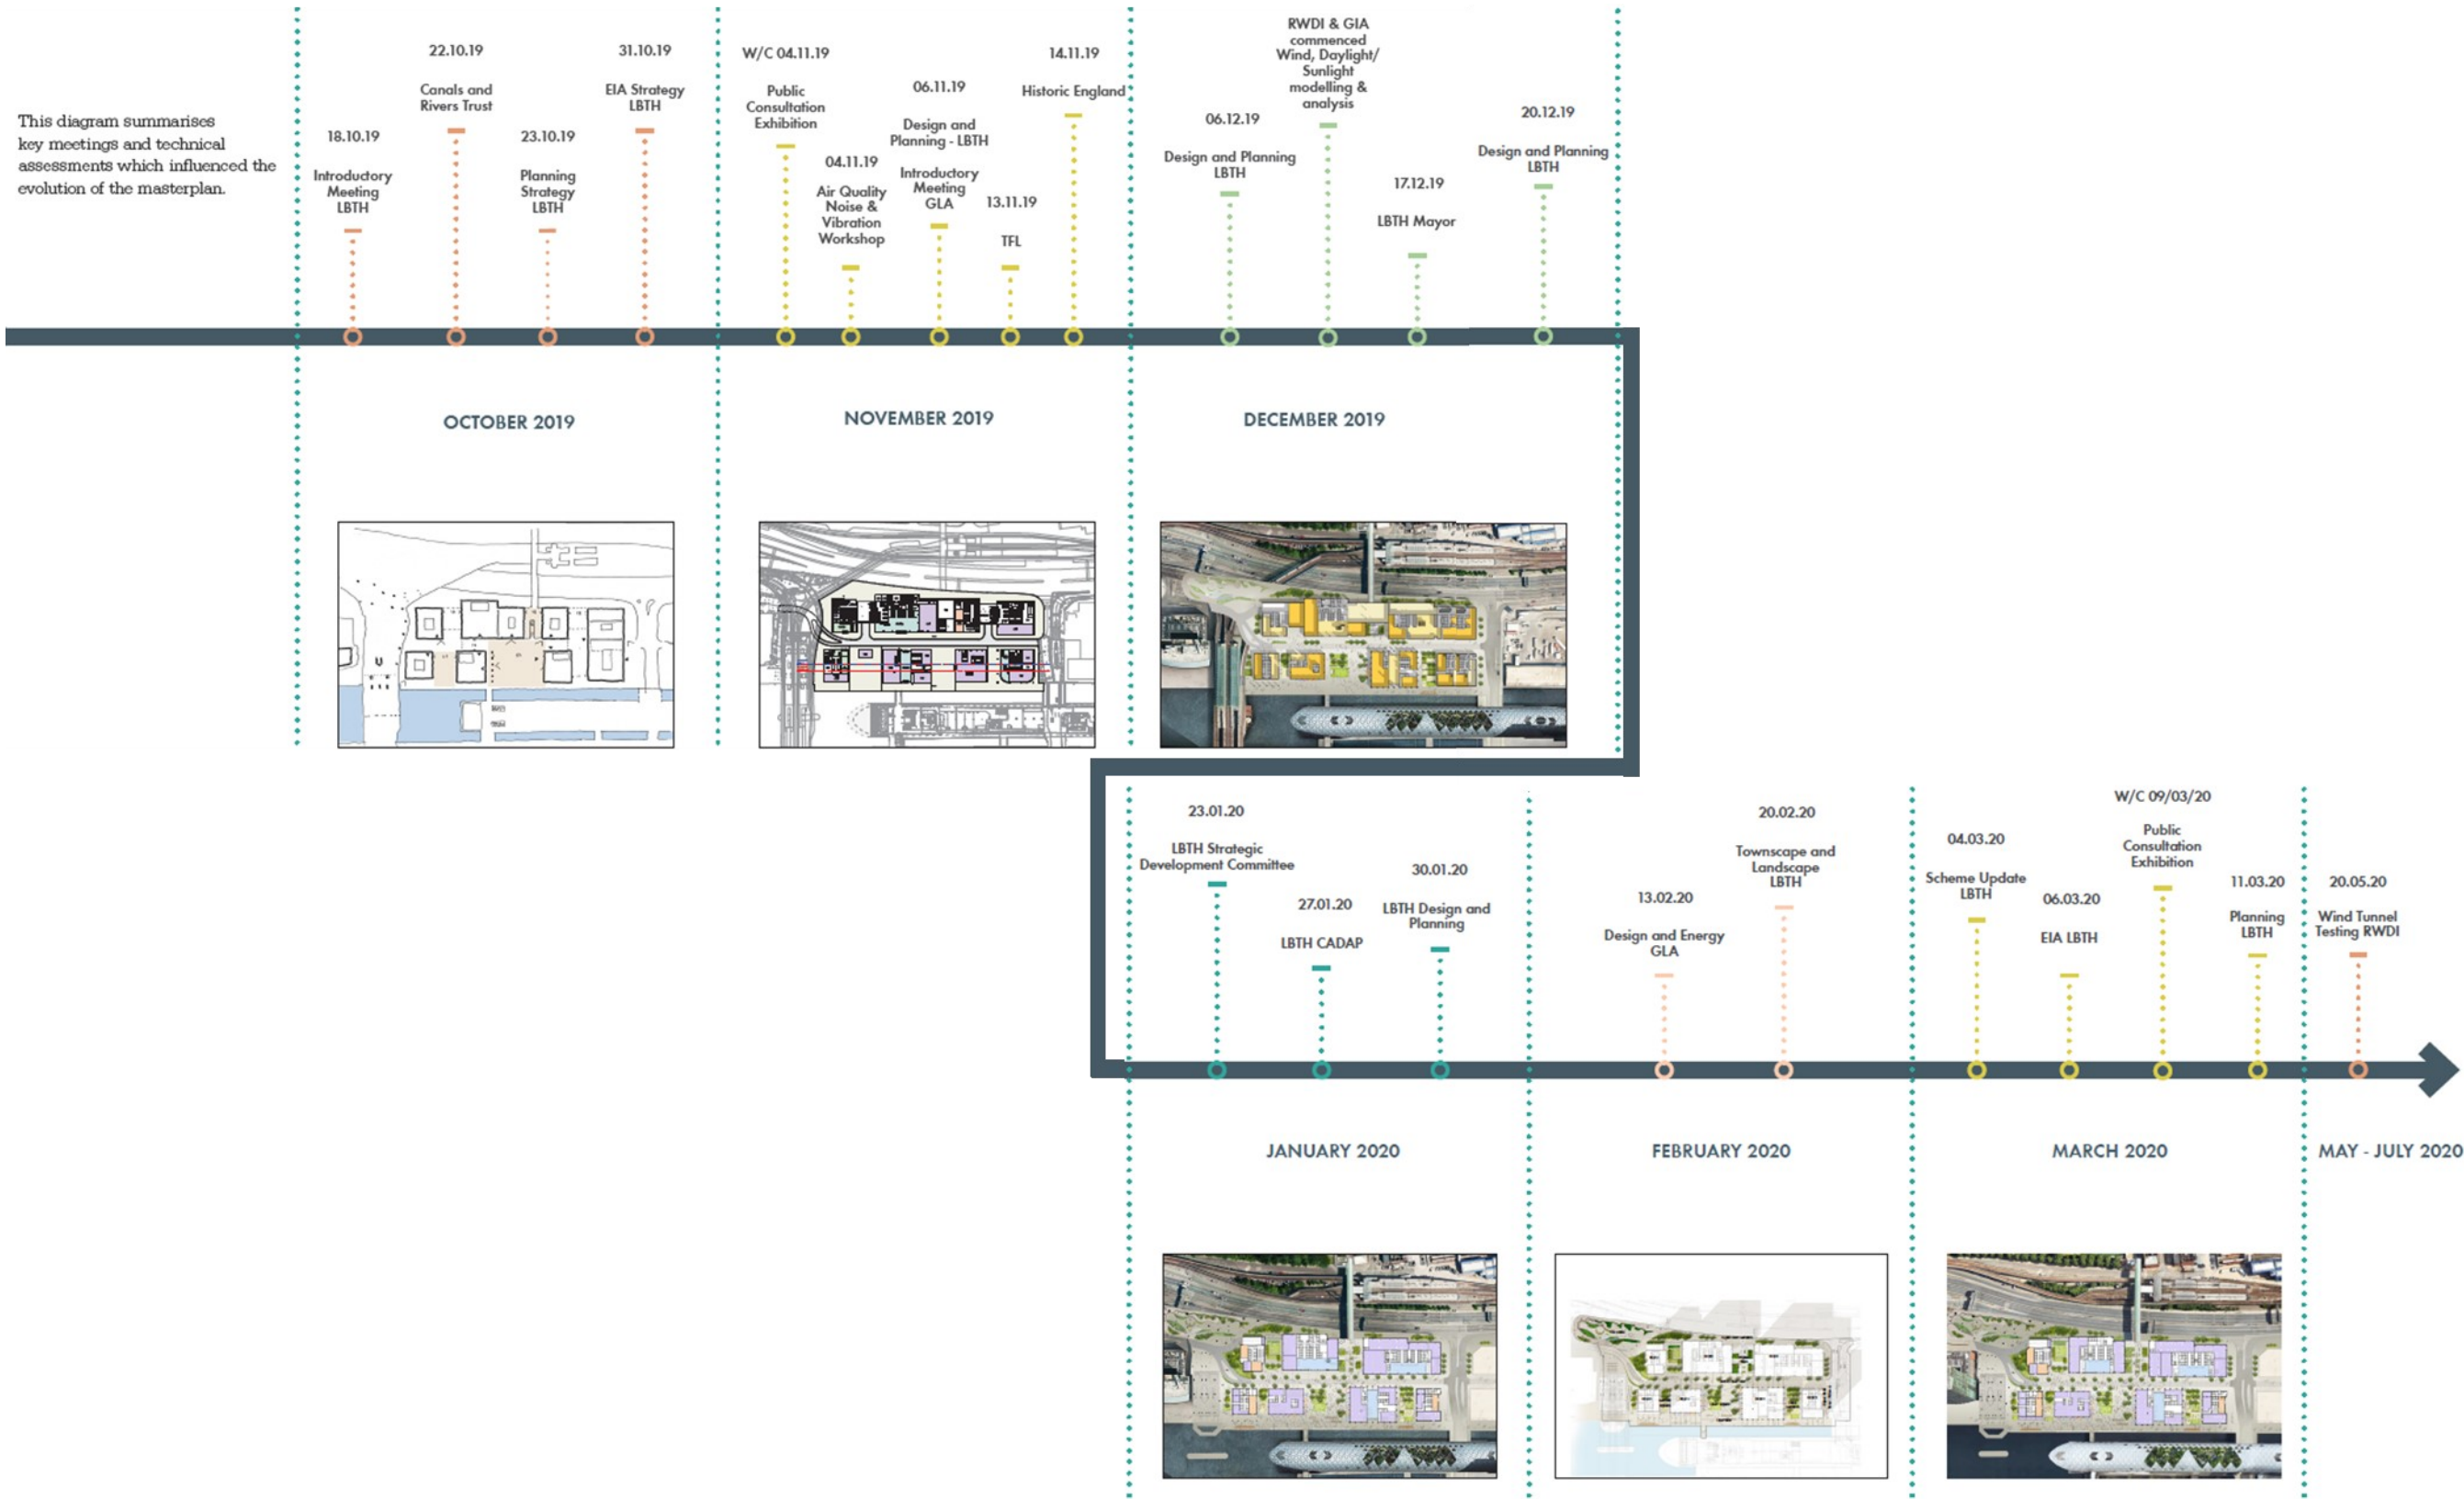 This diagram summarises
key meetings and technical
assessments which influenced the
evolution of the masterplan.
18.10.19
Introductory
Meeting
LBTH
22.10.19
Canals and
Rivers Trust
23.10.19
Planning
Strategy
LBTH
31.10.19
EIA Strategy
LBTH
W/C 04.11.19
Public
Consultation
Exhibition
04.11.19
Air Quality
Noise &
Vibration
Workshop
06.11.19
Design and
Planning - LBTH
Introductory
Meeting
GLA
13.11.19
TFL
14.11.19
Historic England
06.12.19
Design and Planning
LBTH
RWDI & GIA
commenced
Wind, Daylight/
Sunlight
modelling &
analysis
17.12.19
LBTH Mayor
20.12.19
Design and Planning
LBTH
OCTOBER 2019
NOVEMBER 2019
DECEMBER 2019
23.01.20
LBTH Strategic
Development Committee
27.01.20
LBTH CADAP
30.01.20
LBTH Design and
Planning
13.02.20
Design and Energy
GLA
20.02.20
Townscape and
Landscape
LBTH
04.03.20
Scheme Update
LBTH
06.03.20
EIA LBTH
W/C 09/03/20
Public
Consultation
Exhibition
11.03.20
Planning
LBTH
20.05.20
Wind Tunnel
Testing RWDI
JANUARY 2020
FEBRUARY 2020
MARCH 2020
MAY - JULY 2020